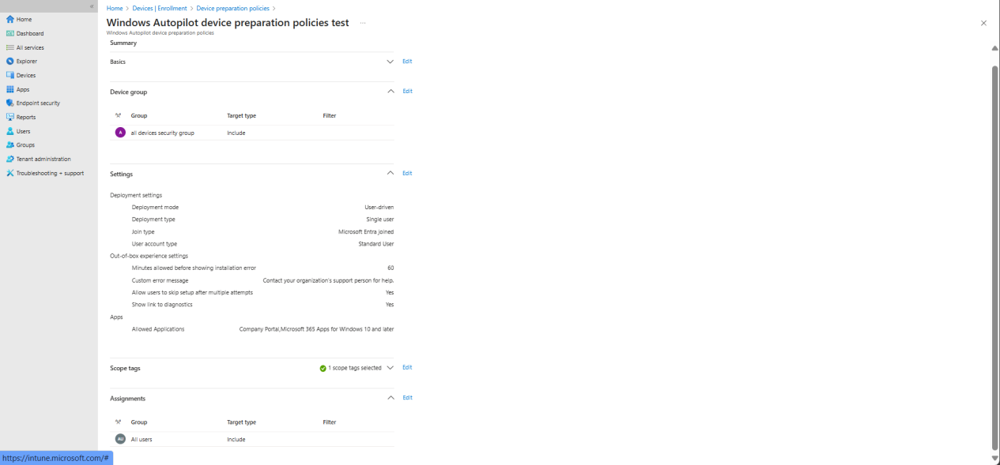 Home > Devices | Enrollment > Device preparation policies >
Windows Autopilot device preparation policies test ...
Windows Autopilot device preparation policies
Home
Dashboard
All services
Explorer
Devices
Apps
Endpoint security
Reports
Users
Groups
Tenant administration
Troubleshooting + support
Summary
Basics Edit
Device group Edit
Group Target type Filter
A all devices security group Include
Settings Edit
Deployment settings
Deployment mode User-driven
Deployment type Single user
Join type Microsoft Entra joined
User account type Standard User
Out-of-box experience settings
Minutes allowed before showing installation error 60
Custom error message Contact your organization's support person for help.
Allow users to skip setup after multiple attempts Yes
Show link to diagnostics Yes
Apps
Allowed Applications Company Portal,Microsoft 365 Apps for Windows 10 and later
Scope tags 1 scope tags selected Edit
Assignments Edit
Group Target type Filter
AU All users Include
https://intune.microsoft.com/#